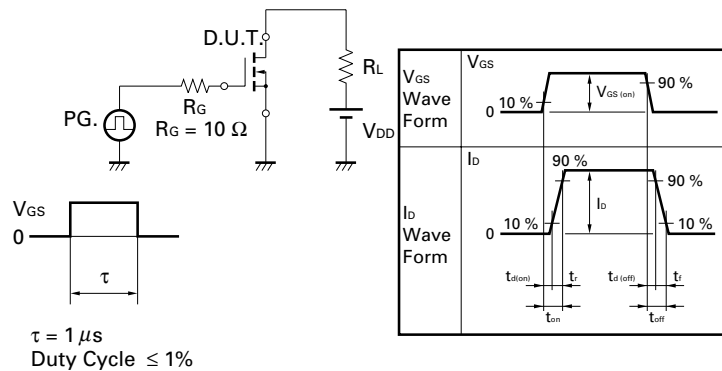 D.U.T.
RL
RG
RG = 10 Ω
PG.
VDD
VGS
0
τ
τ = 1 μs
Duty Cycle ≤ 1%
VGS
Wave
Form
VGS
10 %
0
VGS (on)
90 %
ID
Wave
Form
ID
90 %
10 %
0
ID
90 %
10 %
td(on)
tr
td (off)
tf
ton
toff